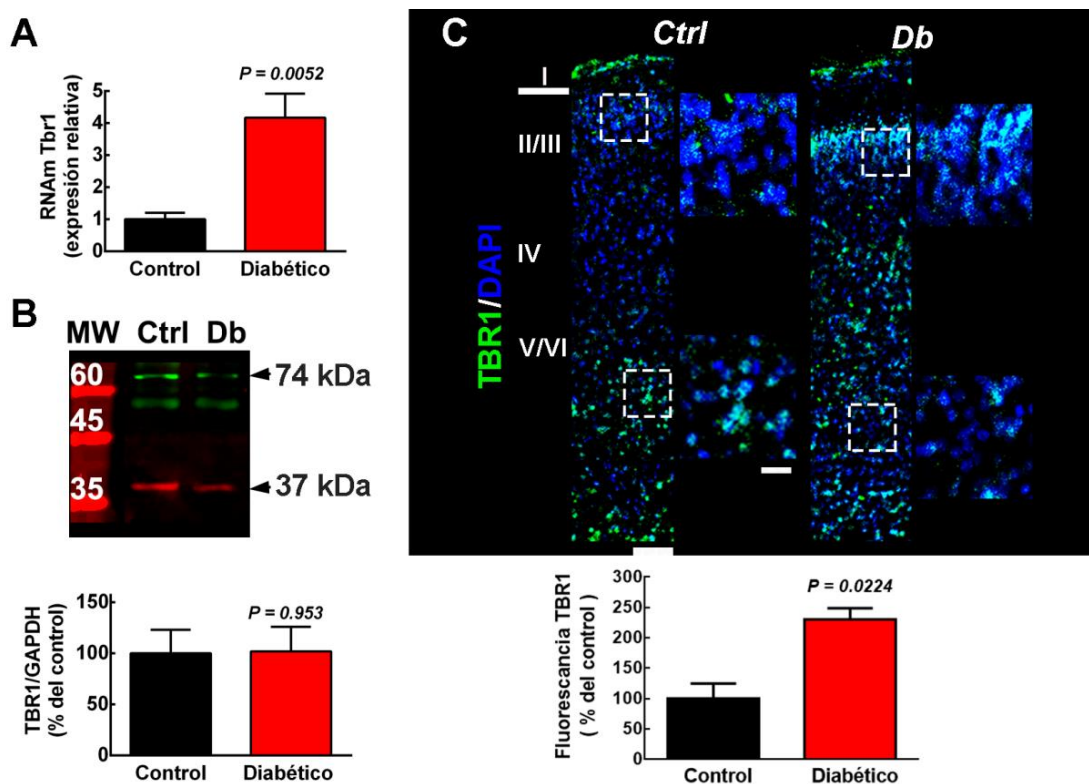 A
P = 0.0052
RNAm Tbr1
(expresión relativa)
5
4
3
2
1
0
Control
Diabético
B
MW
Ctrl
Db
60
74 kDa
45
35
37 kDa
TBR1/GAPDH
(% del control)
150
100
50
0
P = 0.953
Control
Diabético
C
Ctrl
Db
I
II/III
IV
V/VI
TBR1/DAPI
Fluorescancia TBR1
( % del control )
300
250
200
150
100
50
0
P = 0.0224
Control
Diabético